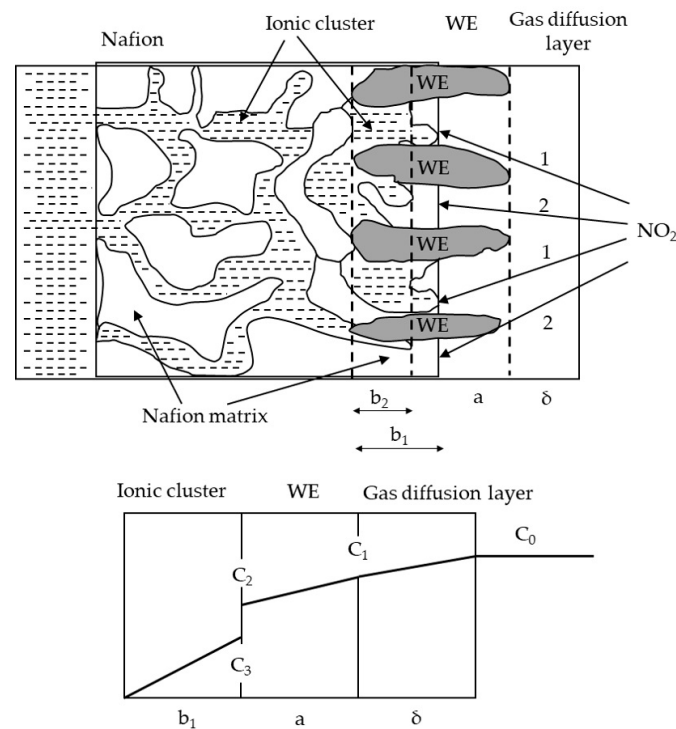 Nafion
Ionic cluster
WE
Gas diffusion
layer
WE
1
WE
2
NO₂
WE
1
WE
2
b₂
a
δ
Nafion matrix
b₁
Ionic cluster
WE
Gas diffusion layer
C₀
C₁
C₂
C₃
b₁
a
δ